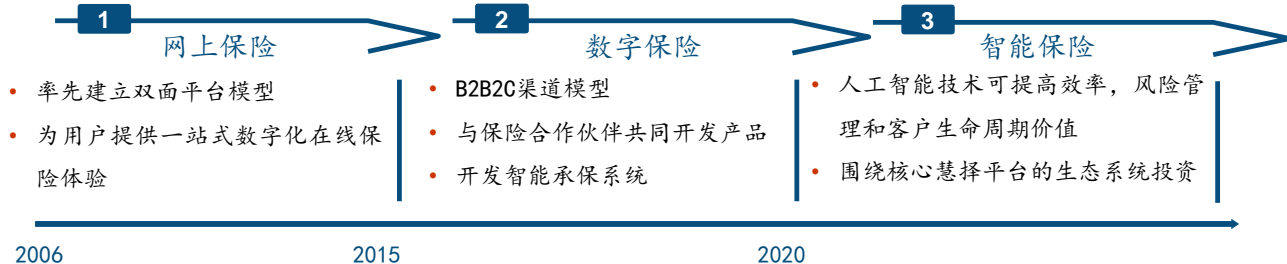 1
网上保险
• 率先建立双面平台模型
• 为用户提供一站式数字化在线保
险体验
2
数字保险
• B2B2C渠道模型
• 与保险合作伙伴共同开发产品
• 开发智能承保系统
3
智能保险
• 人工智能技术可提高效率，风险管
理和客户生命周期价值
• 围绕核心慧择平台的生态系统投资
2006
2015
2020